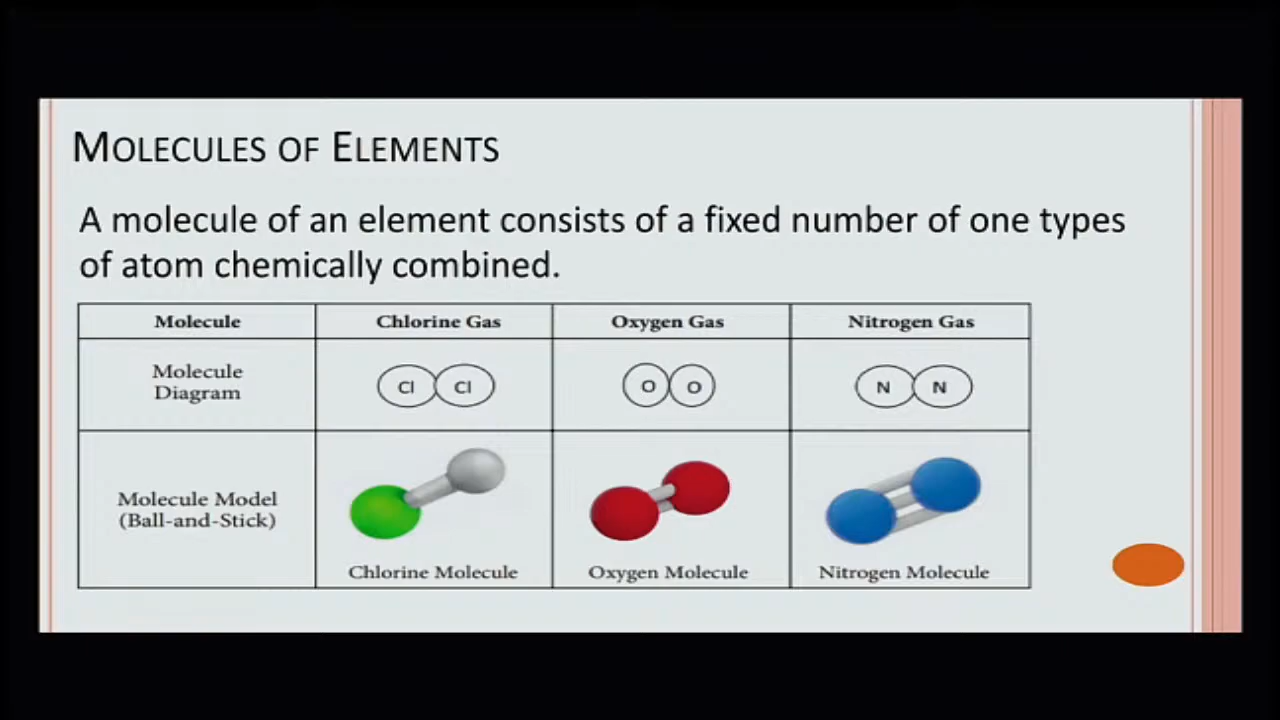 MOLECULES OF ELEMENTS
A molecule of an element consists of a fixed number of one types
of atom chemically combined.
Molecule
Chlorine Gas
Oxygen Gas
Nitrogen Gas
Molecule
Diagram
Cl Cl
O O
N N
Molecule Model
(Ball-and-Stick)
Chlorine Molecule
Oxygen Molecule
Nitrogen Molecule